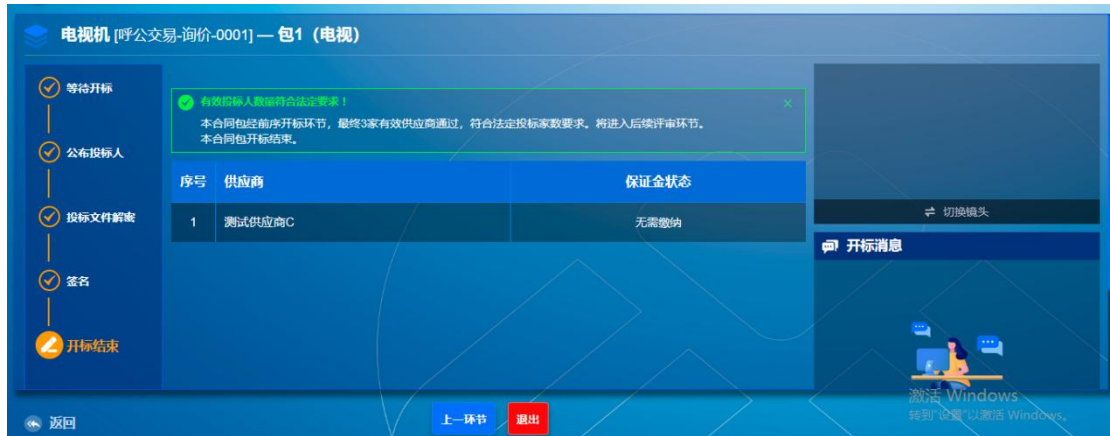 电视机 [呼公交易-询价-0001] — 包1（电视）
等待开标
公布投标人
投标文件解密
签名
开标结束
有效投标人数量符合法定要求！
本合同包经前序开标环节，最终3家有效供应商通过，符合法定投标家数要求。将进入后续评审环节。
本合同包开标结束。
序号 供应商 保证金状态
1 测试供应商C 无需缴纳
切换镜头
开标消息
激活 Windows
转到"设置"以激活 Windows。
返回 上一环节 退出